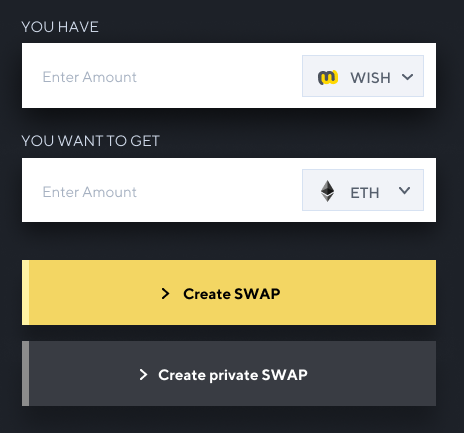 YOU HAVE
Enter Amount WISH
YOU WANT TO GET
Enter Amount ETH
Create SWAP
Create private SWAP